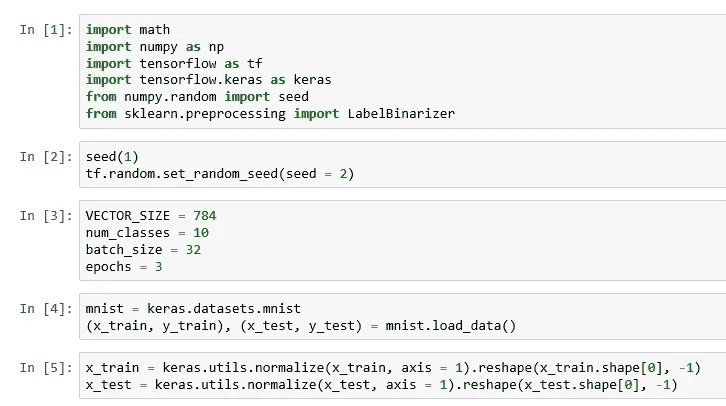 In [1]: import math
import numpy as np
import tensorflow as tf
import tensorflow.keras as keras
from numpy.random import seed
from sklearn.preprocessing import LabelBinarizer
In [2]: seed(1)
tf.random.set_random_seed(seed = 2)
In [3]: VECTOR_SIZE = 784
num_classes = 10
batch_size = 32
epochs = 3
In [4]: mnist = keras.datasets.mnist
(x_train, y_train), (x_test, y_test) = mnist.load_data()
In [5]: x_train = keras.utils.normalize(x_train, axis = 1).reshape(x_train.shape[0], -1)
x_test = keras.utils.normalize(x_test, axis = 1).reshape(x_test.shape[0], -1)